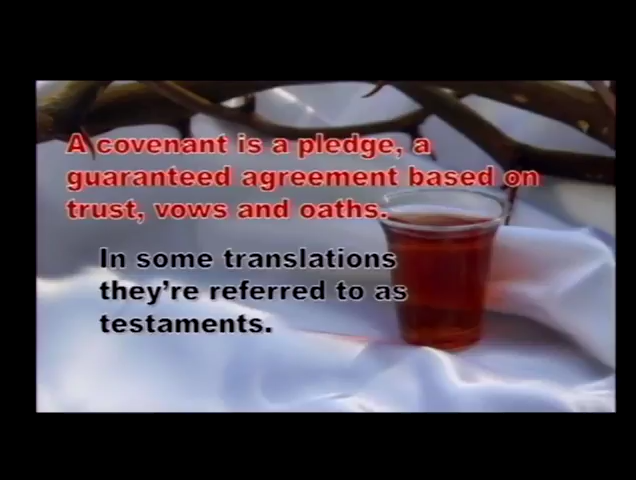 A covenant is a pledge, a
guaranteed agreement based on
trust, vows and oaths.
In some translations
they're referred to as
testaments.